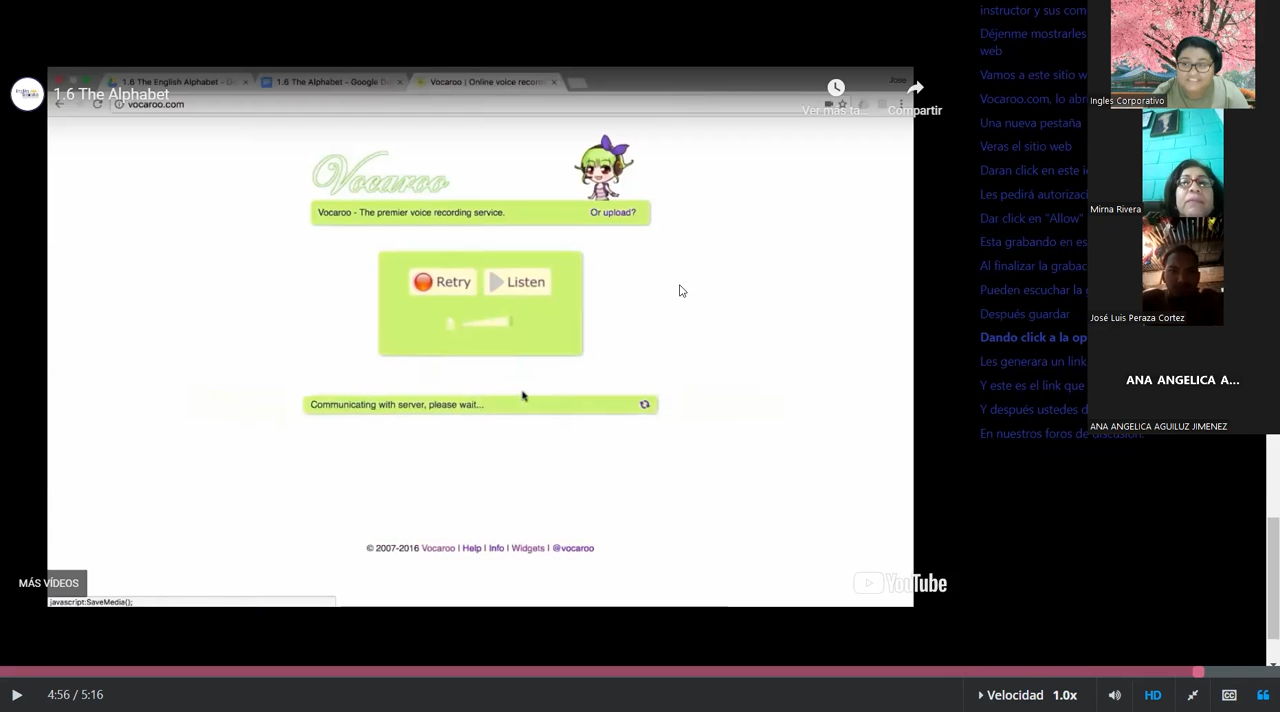 1.6 The English Alphabet - G
1.6 The Alphabet - Google De
Vocaroo | Online voice record
Jose
1.6 The Alphabet
vocaroo.com
Ver más ta...
Compartir
Vocaroo
Vocaroo - The premier voice recording service.
Or upload?
Retry
Listen
Communicating with server, please wait...
© 2007-2016 Vocaroo | Help | Info | Widgets | @vocaroo
MÁS VÍDEOS
YouTube
javascript:SaveMedia();
4:56 / 5:16
Velocidad 1.0x
HD
CC
instructor y sus com
Déjenme mostrarles
web
Vamos a este sitio w
Vocaroo.com, lo abr
Una nueva pestaña
Veras el sitio web
Daran click en este i
Les pedirá autorizaci
Dar click en "Allow"
Esta grabando en es
Al finalizar la grabac
Pueden escuchar la g
Después guardar
Dando click a la op
Les generara un link
Y este es el link que
Y después ustedes d
En nuestros foros de discusión.
Ingles Corporativo
Mirna Rivera
José Luis Peraza Cortez
ANA ANGELICA A...
ANA ANGELICA AGUILUZ JIMENEZ